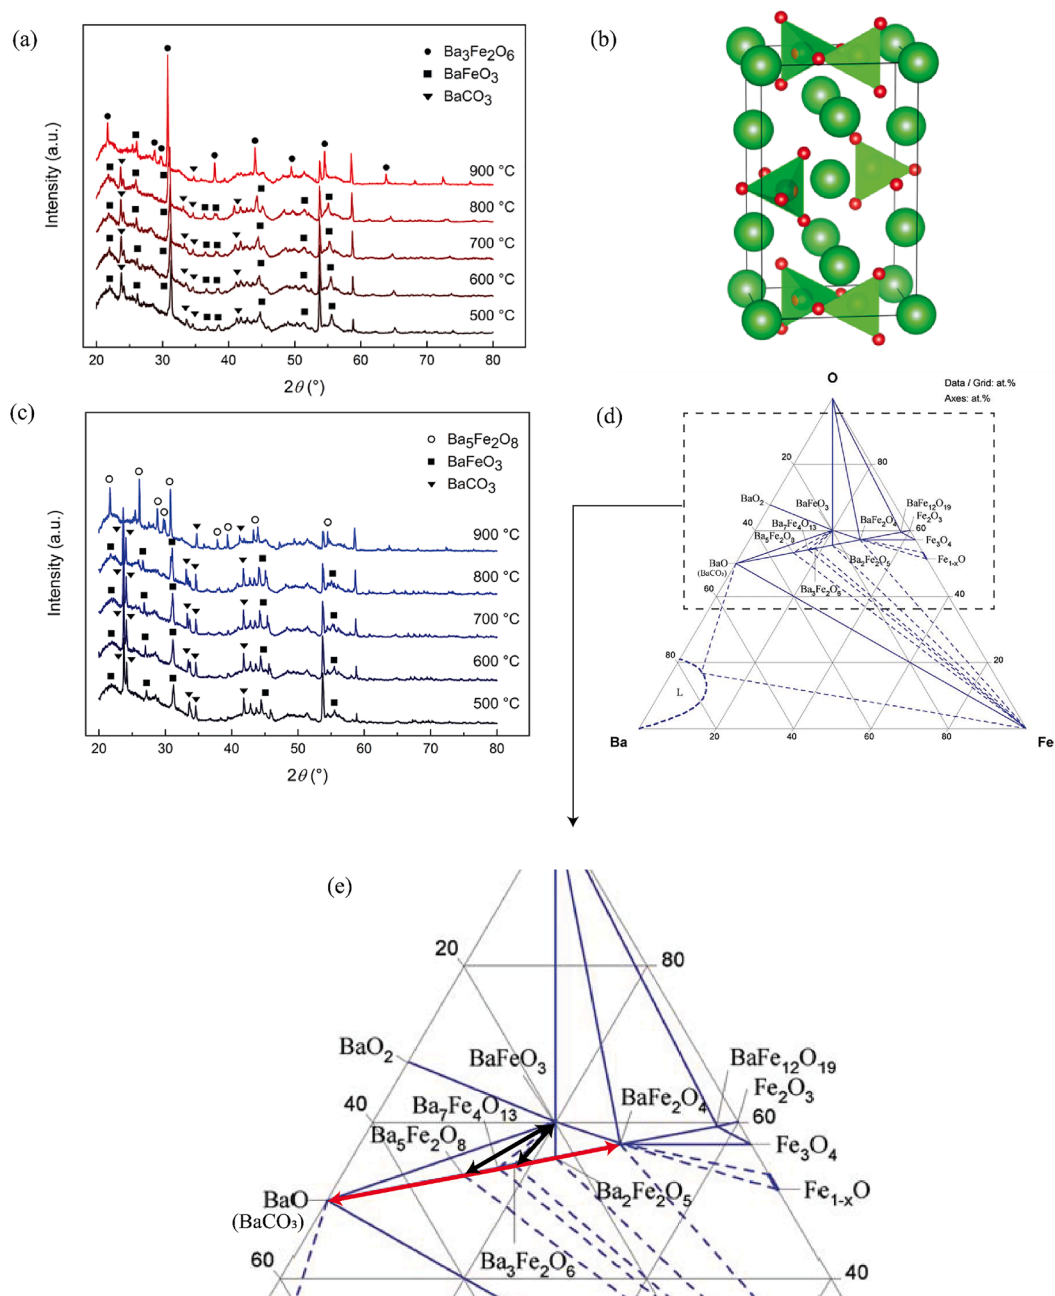 (a)
Intensity (a.u.)
● Ba3Fe2O6
■ BaFeO3
▼ BaCO3
900 °C
800 °C
700 °C
600 °C
500 °C
20 30 40 50 60 70 80
2θ (°)
(b)
(c)
Intensity (a.u.)
○ Ba5Fe2O8
■ BaFeO3
▼ BaCO3
900 °C
800 °C
700 °C
600 °C
500 °C
20 30 40 50 60 70 80
2θ (°)
(d)
Data / Grid: at.%
Axes: at.%
O
20 80
BaO2
BaFeO3
BaFe12O19
Fe2O3
40 60
Ba7Fe4O13
BaFe2O4
Ba5Fe2O8
Fe3O4
BaO
(BaCO3)
Ba2Fe2O5
Fe1-xO
Ba3Fe2O6
60 40
80 20
L
Ba 20 40 60 80 Fe
(e)
20 80
BaO2
BaFeO3
BaFe12O19
Fe2O3
40 60
Ba7Fe4O13
BaFe2O4
Ba5Fe2O8
Fe3O4
BaO
(BaCO3)
Ba2Fe2O5
Fe1-xO
Ba3Fe2O6
60 40